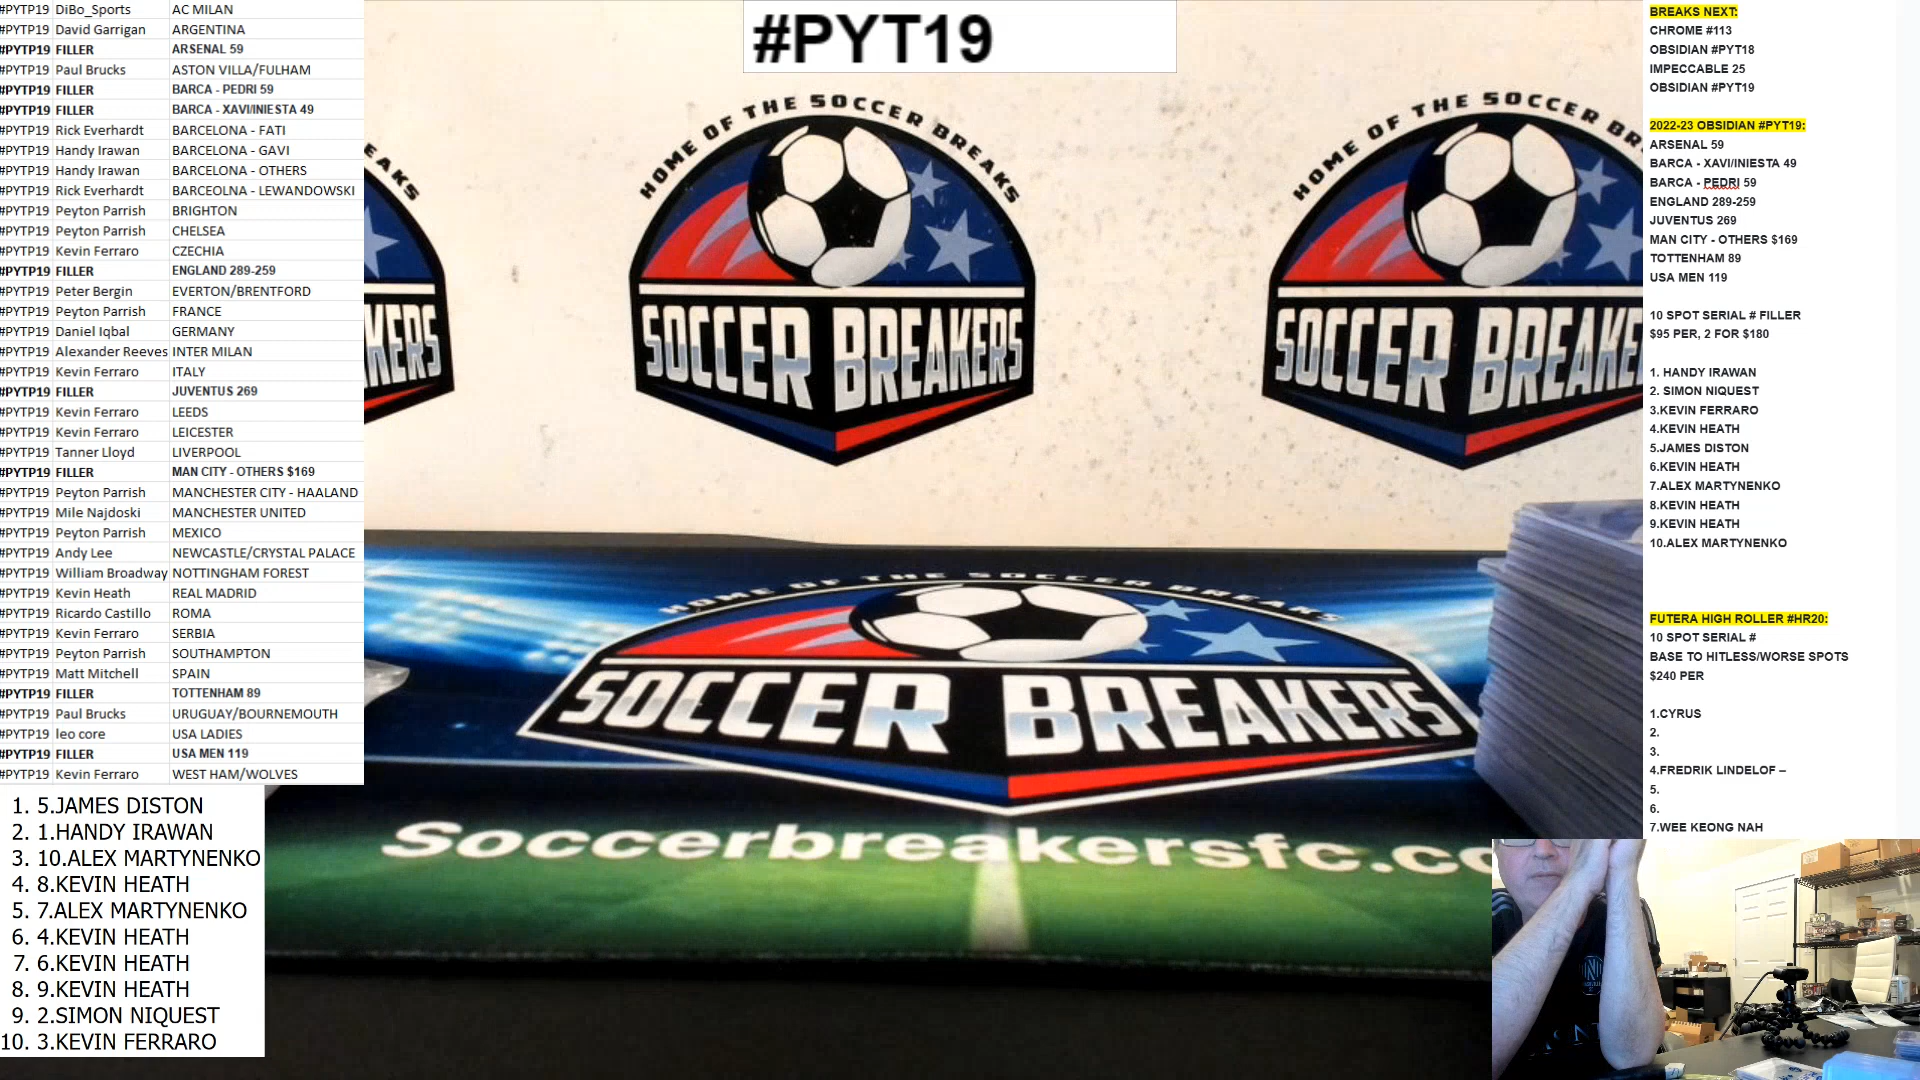 #PYTP19 DiBo_Sports AC MILAN
#PYTP19 David Garrigan ARGENTINA
#PYTP19 FILLER ARSENAL 59
#PYTP19 Paul Brucks ASTON VILLA/FULHAM
#PYTP19 FILLER BARCA - PEDRI 59
#PYTP19 FILLER BARCA - XAVI/INIESTA 49
#PYTP19 Rick Everhardt BARCELONA - FATI
#PYTP19 Handy Irawan BARCELONA - GAVI
#PYTP19 Handy Irawan BARCELONA - OTHERS
#PYTP19 Rick Everhardt BARCEOLNA - LEWANDOWSKI
#PYTP19 Peyton Parrish BRIGHTON
#PYTP19 Peyton Parrish CHELSEA
#PYTP19 Kevin Ferraro CZECHIA
#PYTP19 FILLER ENGLAND 289-259
#PYTP19 Peter Bergin EVERTON/BRENTFORD
#PYTP19 Peyton Parrish FRANCE
#PYTP19 Daniel Iqbal GERMANY
#PYTP19 Alexander Reeves INTER MILAN
#PYTP19 Kevin Ferraro ITALY
#PYTP19 FILLER JUVENTUS 269
#PYTP19 Kevin Ferraro LEEDS
#PYTP19 Kevin Ferraro LEICESTER
#PYTP19 Tanner Lloyd LIVERPOOL
#PYTP19 FILLER MAN CITY - OTHERS $169
#PYTP19 Peyton Parrish MANCHESTER CITY - HAALAND
#PYTP19 Mile Najdoski MANCHESTER UNITED
#PYTP19 Peyton Parrish MEXICO
#PYTP19 Andy Lee NEWCASTLE/CRYSTAL PALACE
#PYTP19 William Broadway NOTTINGHAM FOREST
#PYTP19 Kevin Heath REAL MADRID
#PYTP19 Ricardo Castillo ROMA
#PYTP19 Kevin Ferraro SERBIA
#PYTP19 Peyton Parrish SOUTHAMPTON
#PYTP19 Matt Mitchell SPAIN
#PYTP19 FILLER TOTTENHAM 89
#PYTP19 Paul Brucks URUGUAY/BOURNEMOUTH
#PYTP19 leo core USA LADIES
#PYTP19 FILLER USA MEN 119
#PYTP19 Kevin Ferraro WEST HAM/WOLVES
1. 5.JAMES DISTON
2. 1.HANDY IRAWAN
3. 10.ALEX MARTYNENKO
4. 8.KEVIN HEATH
5. 7.ALEX MARTYNENKO
6. 4.KEVIN HEATH
7. 6.KEVIN HEATH
8. 9.KEVIN HEATH
9. 2.SIMON NIQUEST
10. 3.KEVIN FERRARO
#PYT19
EAKS
KERS
HOME OF THE SOCCER BREAKS
SOCCER BREAKERS
HOME OF THE SOCCER BR
SOCCER BREAKE
HOME OF THE SOCCER BREAKS
SOCCER BREAKERS
Soccerbreakersfc.co
BREAKS NEXT:
CHROME #113
OBSIDIAN #PYT18
IMPECCABLE 25
OBSIDIAN #PYT19
2022-23 OBSIDIAN #PYT19:
ARSENAL 59
BARCA - XAVI/INIESTA 49
BARCA - PEDRI 59
ENGLAND 289-259
JUVENTUS 269
MAN CITY - OTHERS $169
TOTTENHAM 89
USA MEN 119
10 SPOT SERIAL # FILLER
$95 PER, 2 FOR $180
1. HANDY IRAWAN
2. SIMON NIQUEST
3.KEVIN FERRARO
4.KEVIN HEATH
5.JAMES DISTON
6.KEVIN HEATH
7.ALEX MARTYNENKO
8.KEVIN HEATH
9.KEVIN HEATH
10.ALEX MARTYNENKO
FUTERA HIGH ROLLER #HR20:
10 SPOT SERIAL #
BASE TO HITLESS/WORSE SPOTS
$240 PER
1.CYRUS
2.
3.
4.FREDRIK LINDELOF –
5.
6.
7.WEE KEONG NAH